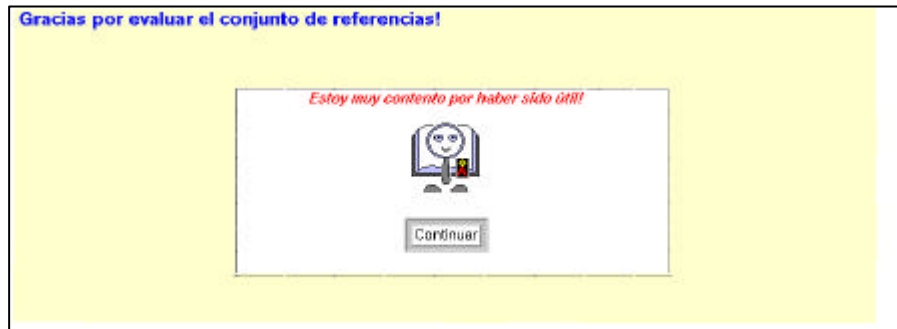 Gracias por evaluar el conjunto de referencias!
Estoy muy contento por haber sido útil!
Continuar